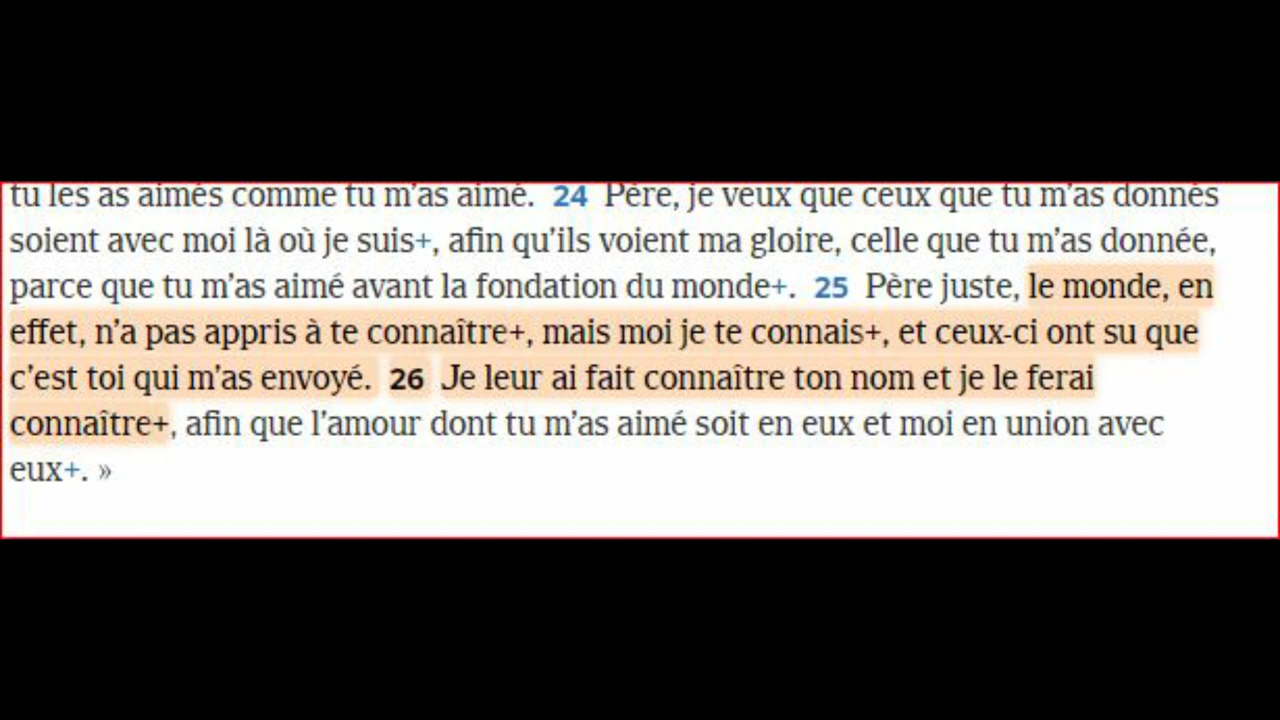 tu les as aimés comme tu m’as aimé. 24 Père, je veux que ceux que tu m’as donnés
soient avec moi là où je suis+, afin qu’ils voient ma gloire, celle que tu m’as donnée,
parce que tu m’as aimé avant la fondation du monde+. 25 Père juste, le monde, en
effet, n’a pas appris à te connaître+, mais moi je te connais+, et ceux-ci ont su que
c’est toi qui m’as envoyé. 26 Je leur ai fait connaître ton nom et je le ferai
connaître+, afin que l’amour dont tu m’as aimé soit en eux et moi en union avec
eux+. »